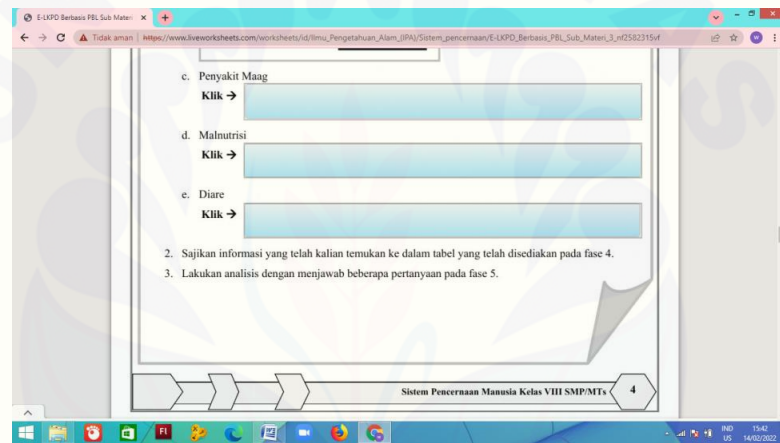 E-LKPD Berbasis PBL Sub Materi
Tidak aman | https://www.liveworksheets.com/worksheets/id/Ilmu_Pengetahuan_Alam_(IPA)/Sistem_pencernaan/E-LKPD_Berbasis_PBL_Sub_Materi_3_nf2582315vf
c. Penyakit Maag
Klik →
d. Malnutrisi
Klik →
e. Diare
Klik →
2. Sajikan informasi yang telah kalian temukan ke dalam tabel yang telah disediakan pada fase 4.
3. Lakukan analisis dengan menjawab beberapa pertanyaan pada fase 5.
Sistem Pencernaan Manusia Kelas VIII SMP/MTs 4
IND 15:42
US 14/02/2022